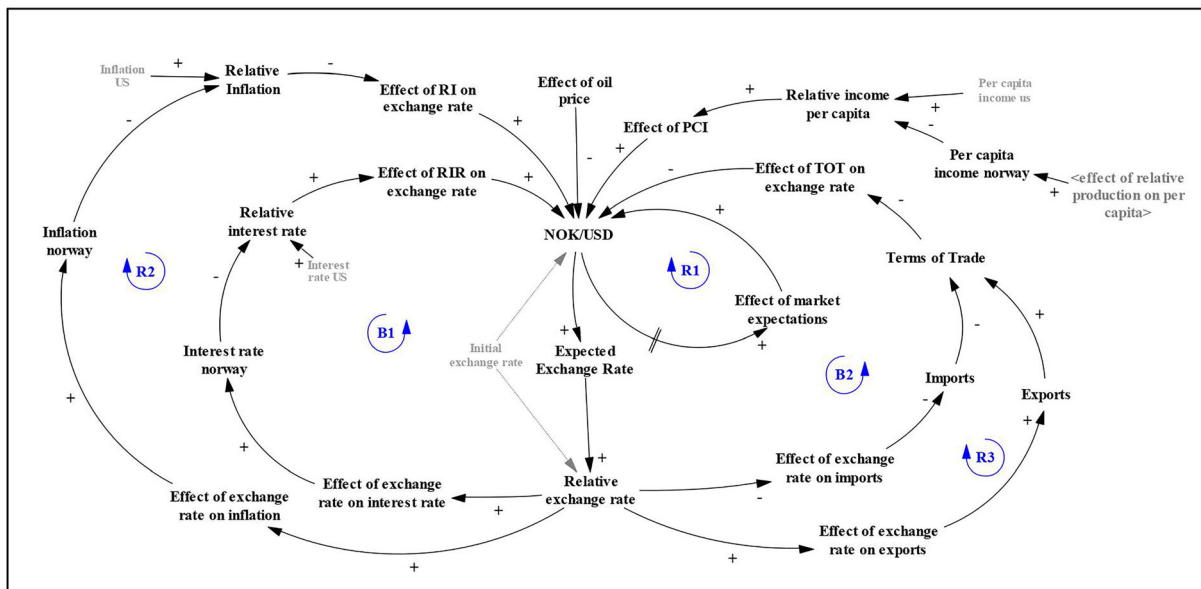 Inflation
US
+
Relative
Inflation
-
Effect of RI on
exchange rate
+
Effect of oil
price
-
Effect of PCI
+
+
Relative income
per capita
+
-
Per capita
income us
Per capita
income norway
+
<effect of relative
production on per
capita>
-
Effect of RIR on
exchange rate
+
+
-
Effect of TOT on
exchange rate
-
Relative
interest rate
+
Interest
rate US
-
Inflation
norway
R2
+
NOK/USD
R1
+
Terms of Trade
-
+
Effect of market
expectations
+
B1
Interest rate
norway
+
Initial
exchange rate
+
Expected
Exchange Rate
B2
Imports
-
Exports
+
+
+
Relative
exchange rate
R3
Effect of exchange
rate on imports
-
Effect of exchange
rate on interest rate
+
Effect of exchange
rate on inflation
+
Effect of exchange
rate on exports
+